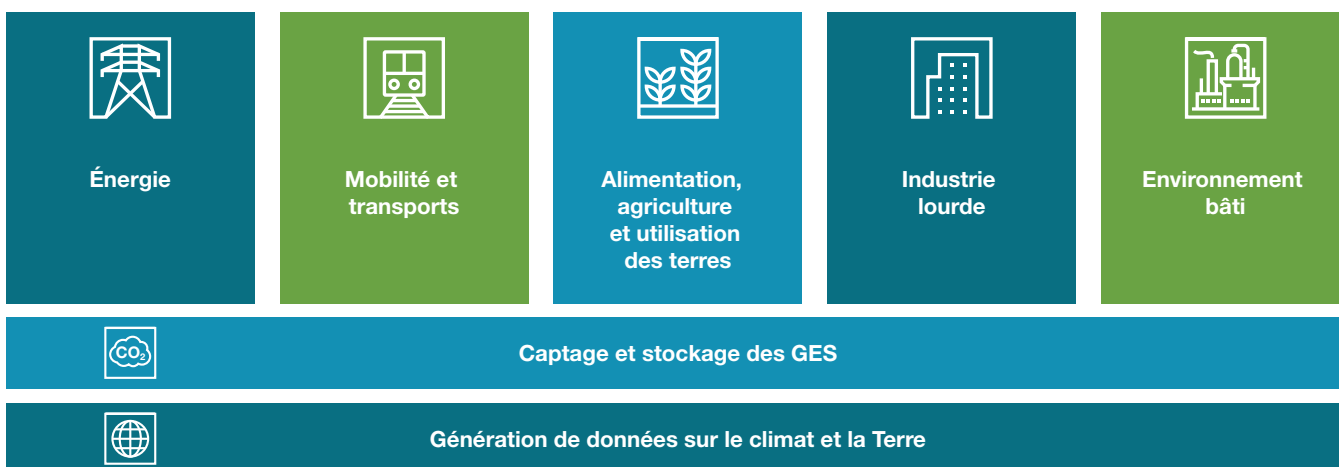 Énergie
Mobilité et
transports
Alimentation,
agriculture
et utilisation
des terres
Industrie
lourde
Environnement
bâti
CO₂
Captage et stockage des GES
Génération de données sur le climat et la Terre